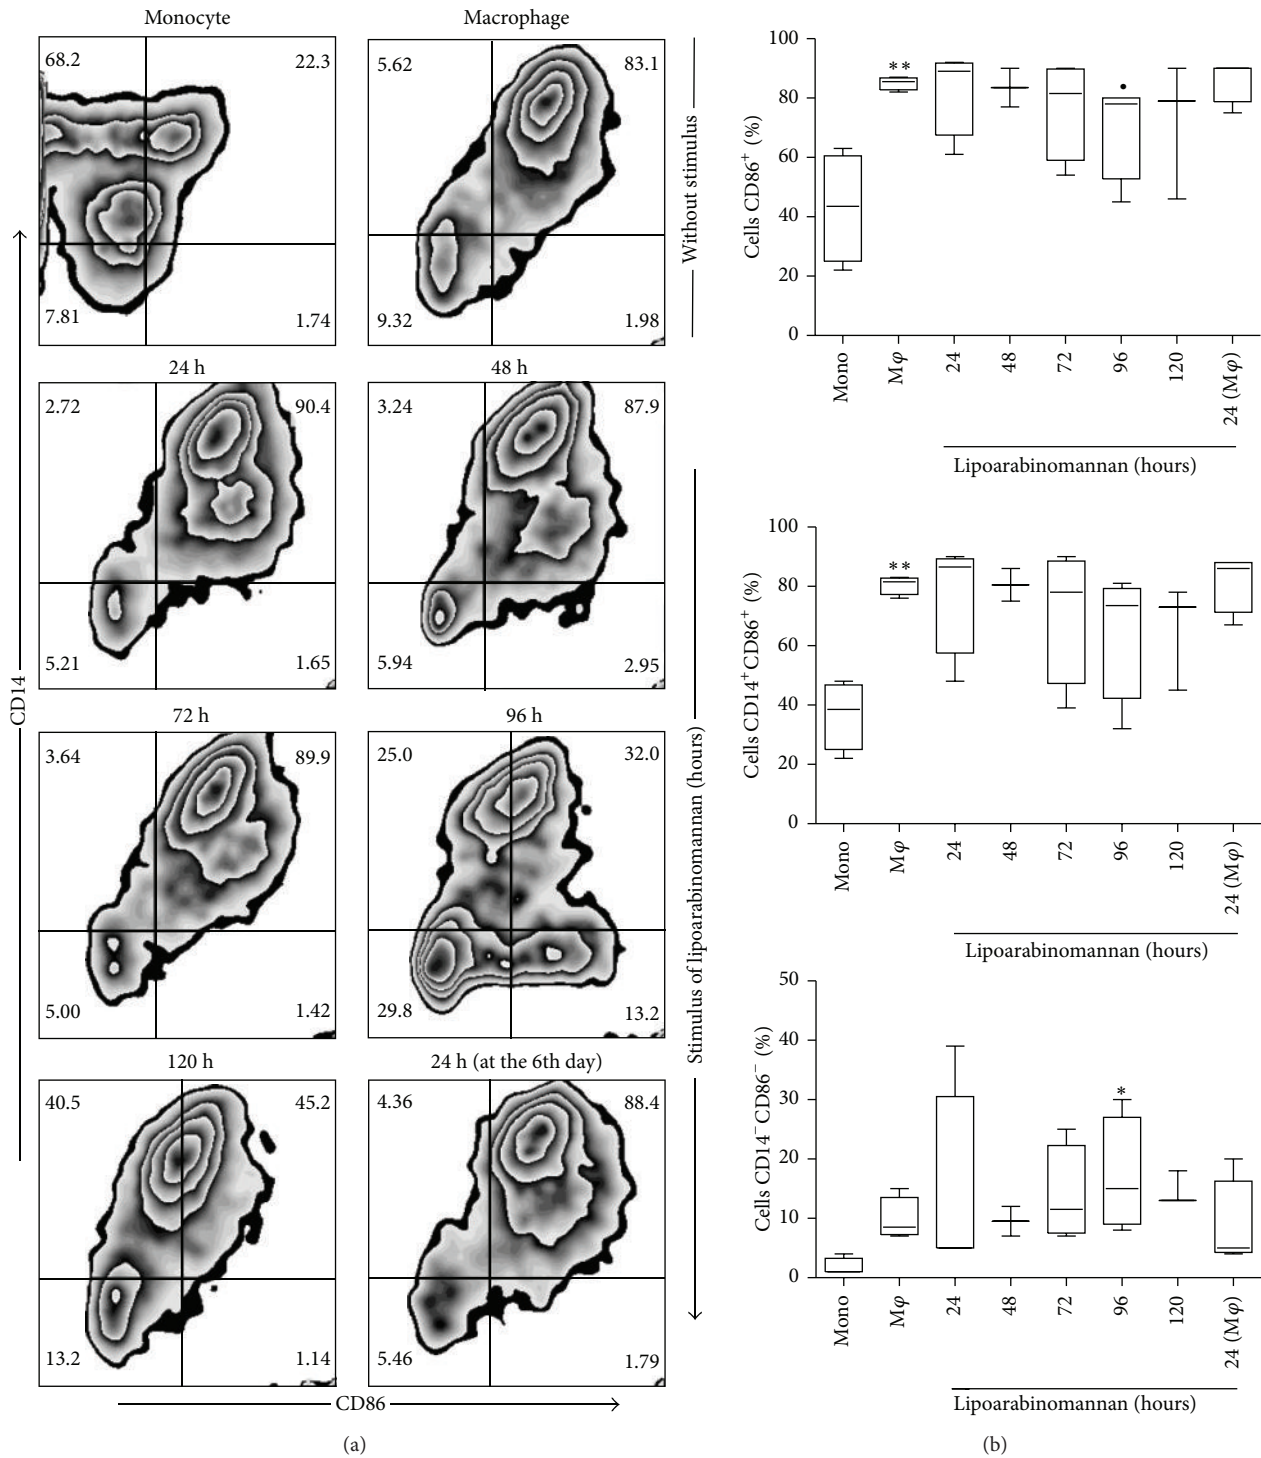 Monocyte Macrophage
68.2 22.3 5.62 83.1
7.81 1.74 9.32 1.98
Without stimulus
24 h 48 h
2.72 90.4 3.24 87.9
5.21 1.65 5.94 2.95
72 h 96 h
3.64 89.9 25.0 32.0
5.00 1.42 29.8 13.2
120 h 24 h (at the 6th day)
40.5 45.2 4.36 88.4
13.2 1.14 5.46 1.79
CD14
CD86
Stimulus of lipoarabinomannan (hours)
(a)
Cells CD86+ (%)
100
80
60
40
20
0
**
•
Mono Mφ 24 48 72 96 120 24 (Mφ)
Lipoarabinomannan (hours)
Cells CD14+CD86+ (%)
100
80
60
40
20
0
**
Mono Mφ 24 48 72 96 120 24 (Mφ)
Lipoarabinomannan (hours)
Cells CD14−CD86− (%)
50
40
30
20
10
0
*
Mono Mφ 24 48 72 96 120 24 (Mφ)
Lipoarabinomannan (hours)
(b)